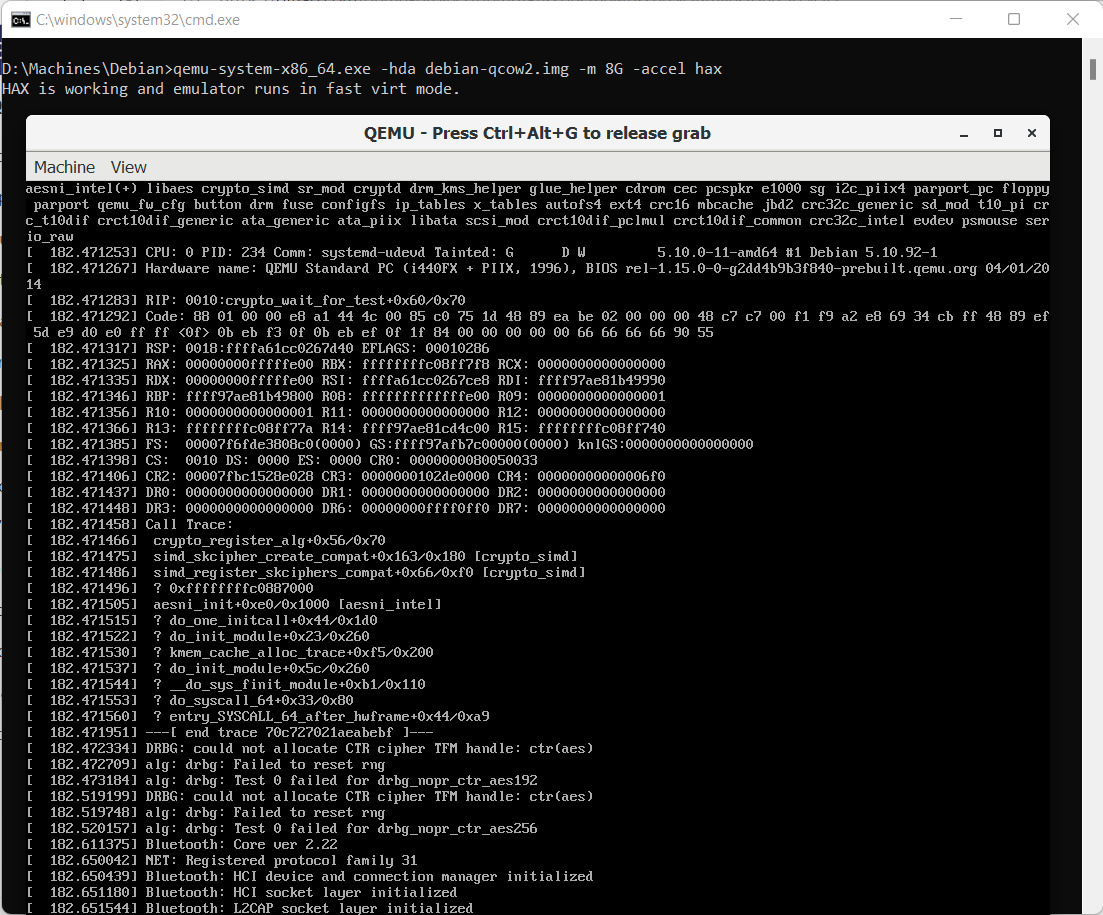 C:\windows\system32\cmd.exe
D:\Machines\Debian>qemu-system-x86_64.exe -hda debian-qcow2.img -m 8G -accel hax
HAX is working and emulator runs in fast virt mode.
QEMU - Press Ctrl+Alt+G to release grab
Machine View
aesni_intel(+) libaes crypto_simd sr_mod cryptd drm_kms_helper glue_helper cdrom cec pcspkr e1000 sg i2c_piix4 parport_pc floppy
parport qemu_fw_cfg button drm fuse configfs ip_tables x_tables autofs4 ext4 crc16 mbcache jbd2 crc32c_generic sd_mod t10_pi cr
c_t10dif crct10dif_generic ata_generic ata_piix libata scsi_mod crct10dif_pclmul crct10dif_common crc32c_intel evdev psmouse ser
io_raw
[  182.471253] CPU: 0 PID: 234 Comm: systemd-udevd Tainted: G      D W         5.10.0-11-amd64 #1 Debian 5.10.92-1
[  182.471267] Hardware name: QEMU Standard PC (i440FX + PIIX, 1996), BIOS rel-1.15.0-0-g2dd4b9b3f840-prebuilt.qemu.org 04/01/20
14
[  182.471283] RIP: 0010:crypto_wait_for_test+0x60/0x70
[  182.471292] Code: 88 01 00 00 e8 a1 44 4c 00 85 c0 75 1d 48 89 ea be 02 00 00 00 48 c7 c7 00 f1 f9 a2 e8 69 34 cb ff 48 89 ef
5d e9 d0 e0 ff ff <0f> 0b eb f3 0f 0b eb ef 0f 1f 84 00 00 00 00 00 66 66 66 66 90 55
[  182.471317] RSP: 0018:ffffa61cc0267d40 EFLAGS: 00010286
[  182.471325] RAX: 00000000fffffe00 RBX: ffffffffc08ff7f8 RCX: 0000000000000000
[  182.471335] RDX: 00000000fffffe00 RSI: ffffa61cc0267ce8 RDI: ffff97ae81b49990
[  182.471346] RBP: ffff97ae81b49800 R08: fffffffffffffe00 R09: 0000000000000001
[  182.471356] R10: 0000000000000001 R11: 0000000000000000 R12: 0000000000000000
[  182.471366] R13: ffffffffc08ff77a R14: ffff97ae81cd4c00 R15: ffffffffc08ff740
[  182.471385] FS:  00007f6fde3808c0(0000) GS:ffff97afb7c00000(0000) knlGS:0000000000000000
[  182.471398] CS:  0010 DS: 0000 ES: 0000 CR0: 0000000080050033
[  182.471406] CR2: 00007fbc1528e028 CR3: 0000000102de0000 CR4: 00000000000006f0
[  182.471437] DR0: 0000000000000000 DR1: 0000000000000000 DR2: 0000000000000000
[  182.471448] DR3: 0000000000000000 DR6: 00000000ffff0ff0 DR7: 0000000000000000
[  182.471458] Call Trace:
[  182.471466]  crypto_register_alg+0x56/0x70
[  182.471475]  simd_skcipher_create_compat+0x163/0x180 [crypto_simd]
[  182.471486]  simd_register_skciphers_compat+0x66/0xf0 [crypto_simd]
[  182.471496]  ? 0xffffffffc0887000
[  182.471505]  aesni_init+0xe0/0x1000 [aesni_intel]
[  182.471515]  ? do_one_initcall+0x44/0x1d0
[  182.471522]  ? do_init_module+0x23/0x260
[  182.471530]  ? kmem_cache_alloc_trace+0xf5/0x200
[  182.471537]  ? do_init_module+0x5c/0x260
[  182.471544]  ? __do_sys_finit_module+0xb1/0x110
[  182.471553]  ? do_syscall_64+0x33/0x80
[  182.471560]  ? entry_SYSCALL_64_after_hwframe+0x44/0xa9
[  182.471951] ---[ end trace 70c727021aeabebf ]---
[  182.472334] DRBG: could not allocate CTR cipher TFM handle: ctr(aes)
[  182.472709] alg: drbg: Failed to reset rng
[  182.473184] alg: drbg: Test 0 failed for drbg_nopr_ctr_aes192
[  182.519199] DRBG: could not allocate CTR cipher TFM handle: ctr(aes)
[  182.519748] alg: drbg: Failed to reset rng
[  182.520157] alg: drbg: Test 0 failed for drbg_nopr_ctr_aes256
[  182.611375] Bluetooth: Core ver 2.22
[  182.650042] NET: Registered protocol family 31
[  182.650439] Bluetooth: HCI device and connection manager initialized
[  182.651180] Bluetooth: HCI socket layer initialized
[  182.651544] Bluetooth: L2CAP socket layer initialized